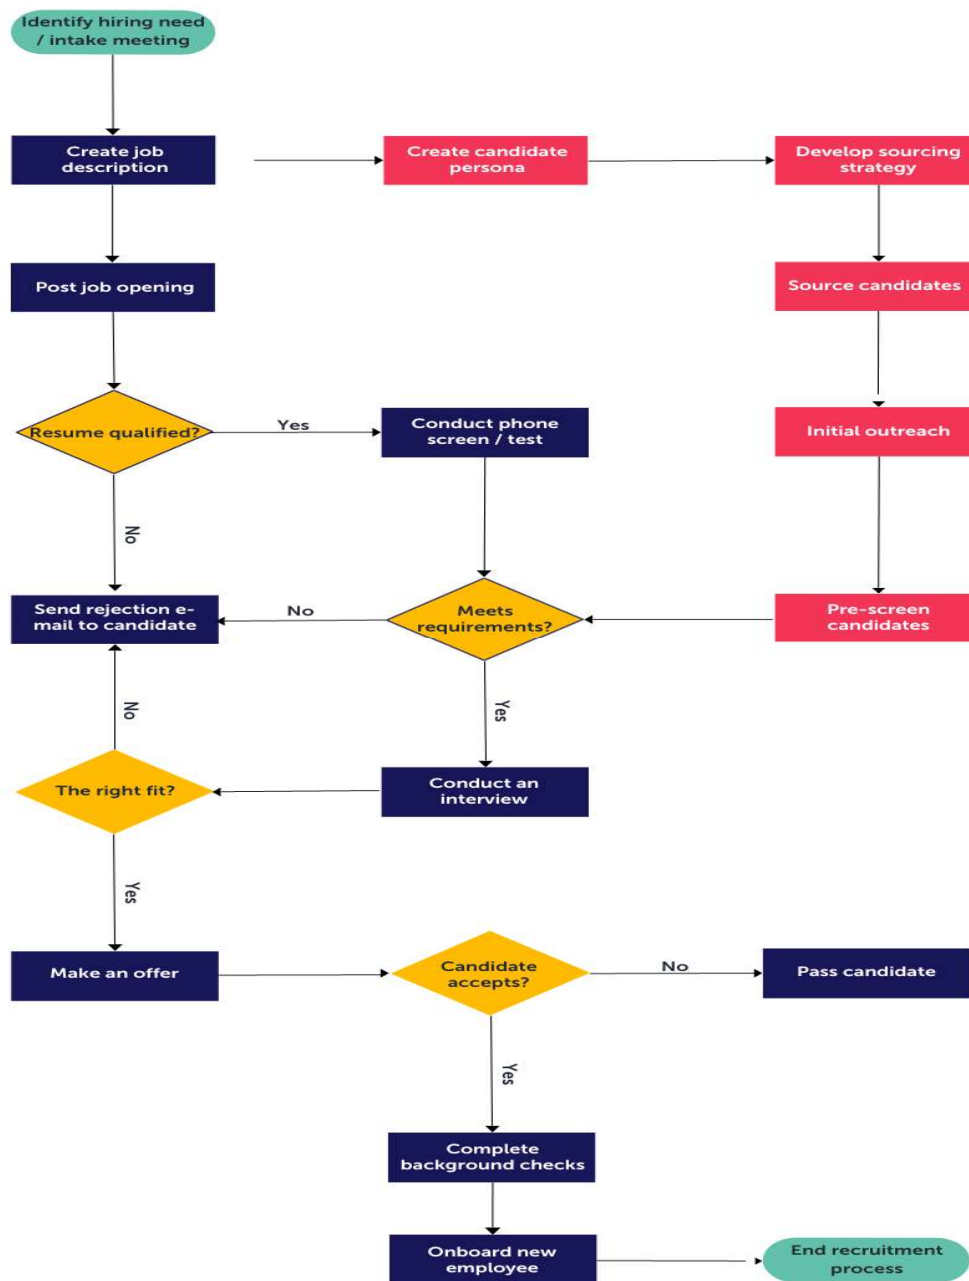 Identify hiring need
/ intake meeting
Create job
description
Create candidate
persona
Develop sourcing
strategy
Post job opening
Source candidates
Resume qualified?
Yes
Conduct phone
screen / test
Initial outreach
No
Send rejection e-
mail to candidate
No
Meets
requirements?
Pre-screen
candidates
No
Yes
The right fit?
Conduct an
interview
Yes
Make an offer
Candidate
accepts?
No
Pass candidate
Yes
Complete
background checks
Onboard new
employee
End recruitment
process